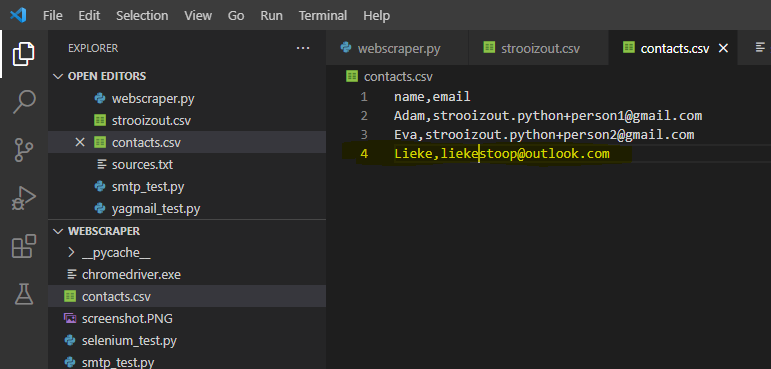 File Edit Selection View Go Run Terminal Help
EXPLORER
OPEN EDITORS
webscraper.py
strooizout.csv
contacts.csv
sources.txt
smtp_test.py
yagmail_test.py
WEBSCRAPER
__pycache__
chromedriver.exe
contacts.csv
screenshot.PNG
selenium_test.py
smtp_test.py
webscraper.py strooizout.csv contacts.csv
contacts.csv
1 name,email
2 Adam,strooizout.python+person1@gmail.com
3 Eva,strooizout.python+person2@gmail.com
4 Lieke,liekestoop@outlook.com